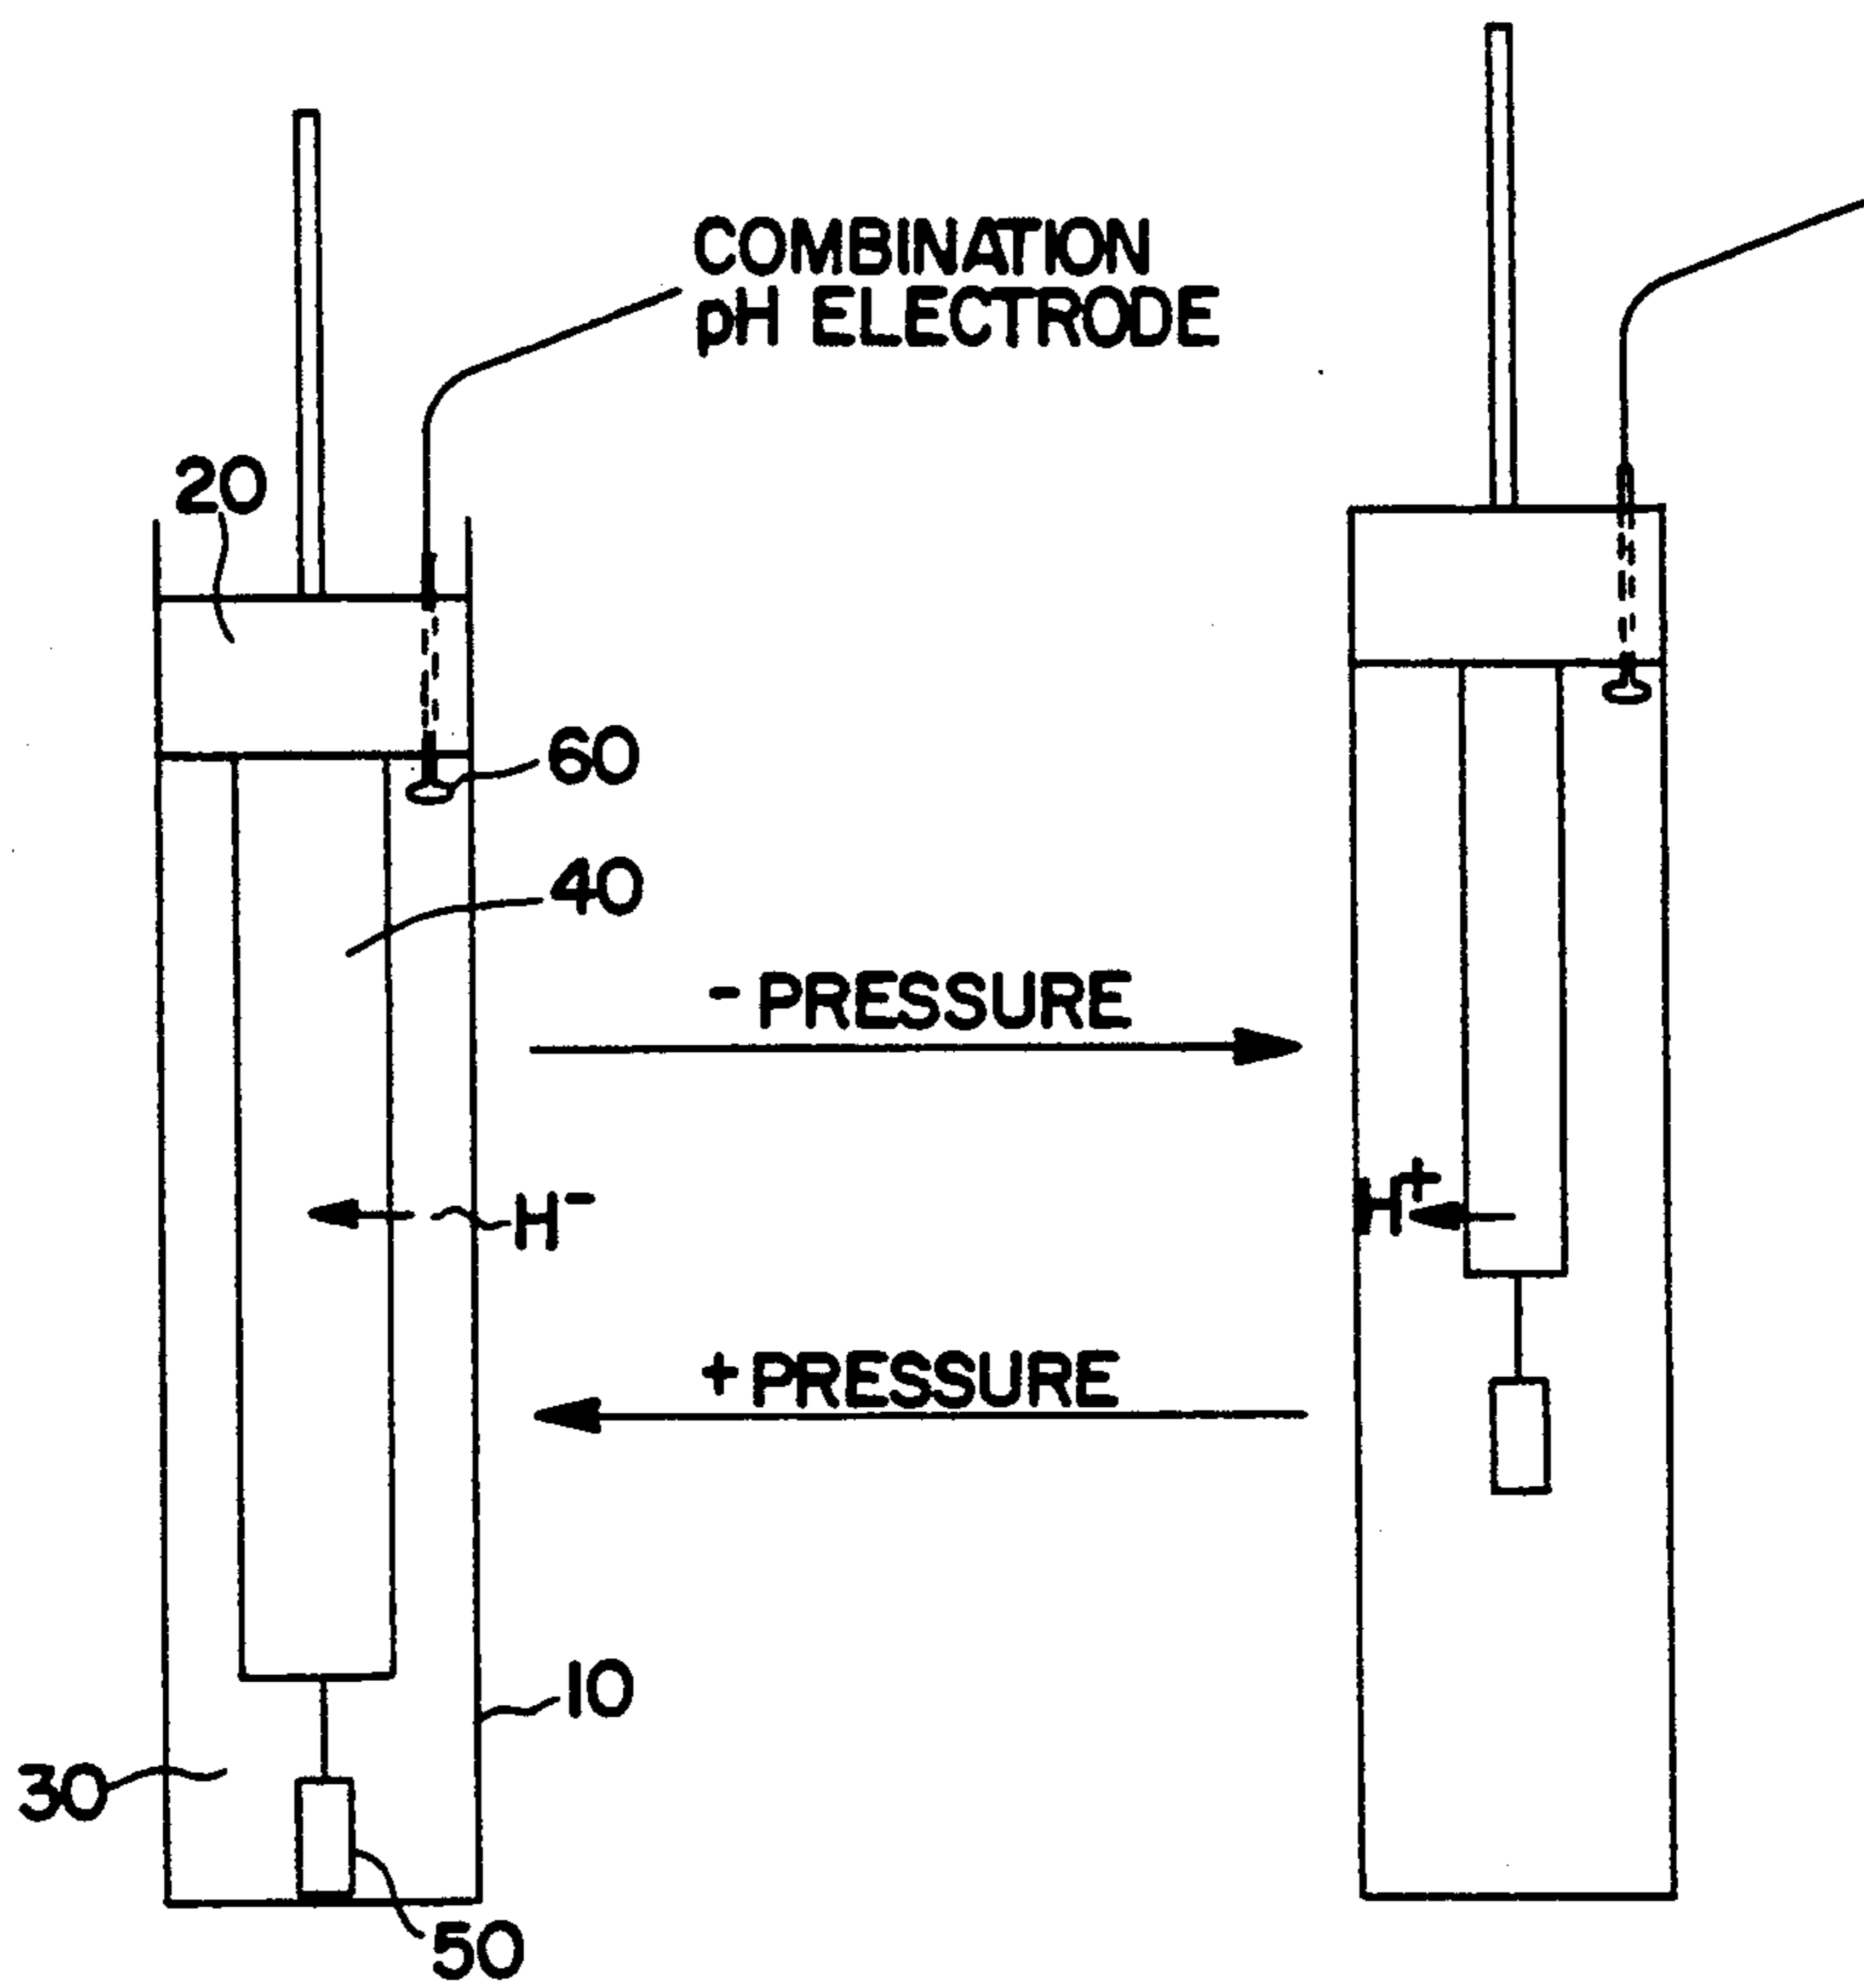 COMBINATION
pH ELECTRODE
20
60
40
- PRESSURE
H⁻
H⁺
+ PRESSURE
10
30
50